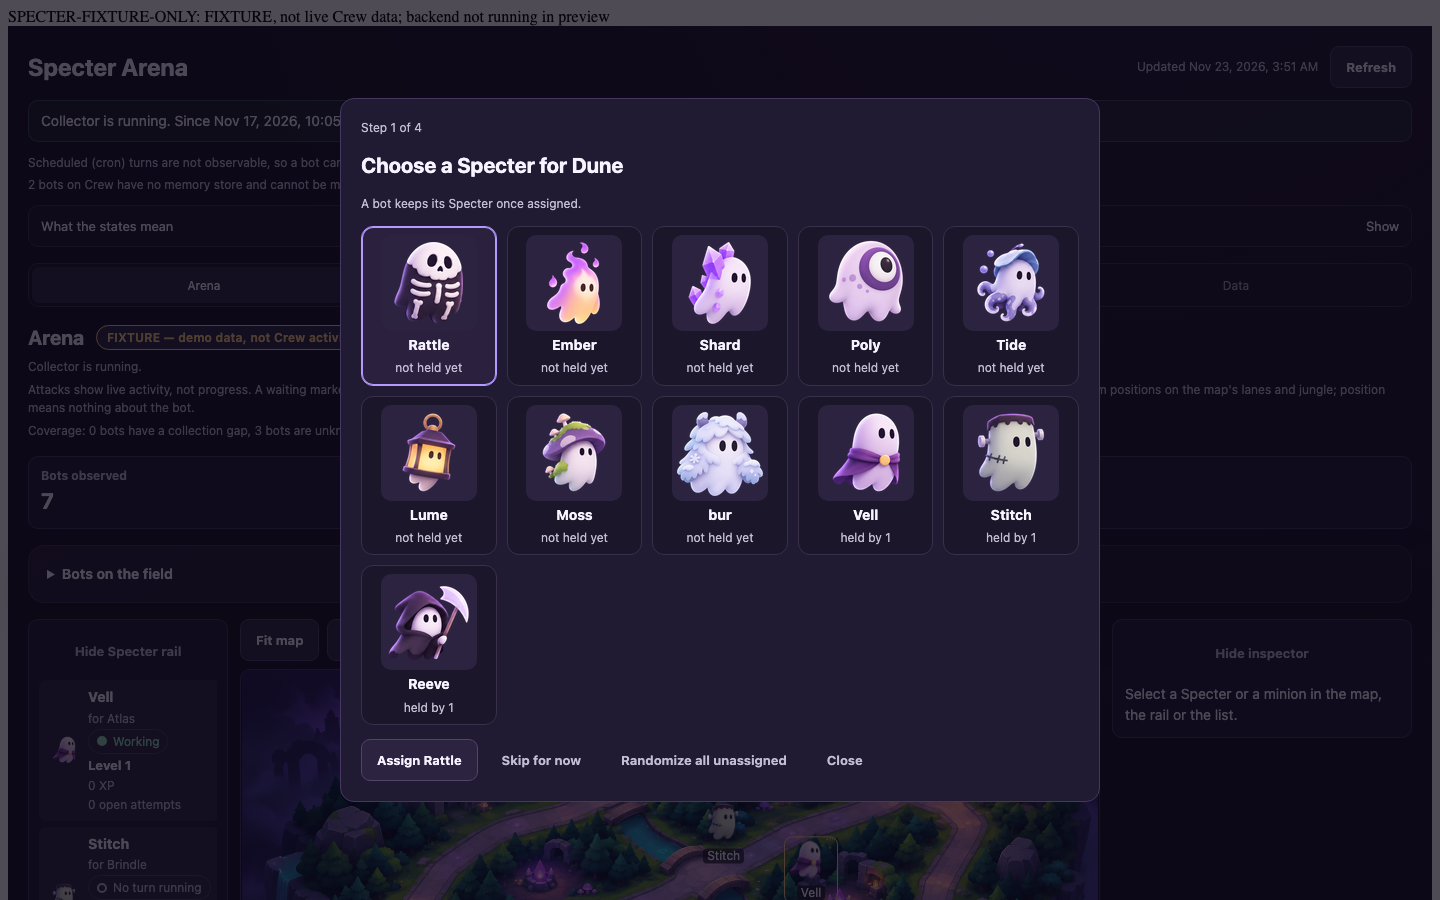 SPECTER-FIXTURE-ONLY: FIXTURE, not live Crew data; backend not running in preview
Specter Arena
Updated Nov 23, 2026, 3:51 AM
Refresh
Collector is running. Since Nov 17, 2026, 10:05
Scheduled (cron) turns are not observable, so a bot
2 bots on Crew have no memory store and cannot be
What the states mean
Show
Arena
Data
Arena
FIXTURE — demo data, not Crew
Collector is running.
Attacks show live activity, not progress. A waiting
positions on the map's lanes and jungle; position
means nothing about the bot.
Coverage: 0 bots have a collection gap, 3 bots are
Bots observed
7
Bots on the field
Hide Specter rail
Fit map
Vell
for Atlas
Working
Level 1
0 XP
0 open attempts
Stitch
for Brindle
No turn running
Hide inspector
Select a Specter or a minion in the map,
the rail or the list.
Step 1 of 4
Choose a Specter for Dune
A bot keeps its Specter once assigned.
Rattle
not held yet
Ember
not held yet
Shard
not held yet
Poly
not held yet
Tide
not held yet
Lume
not held yet
Moss
not held yet
bur
not held yet
Vell
held by 1
Stitch
held by 1
Reeve
held by 1
Assign Rattle
Skip for now
Randomize all unassigned
Close
Stitch
Vell